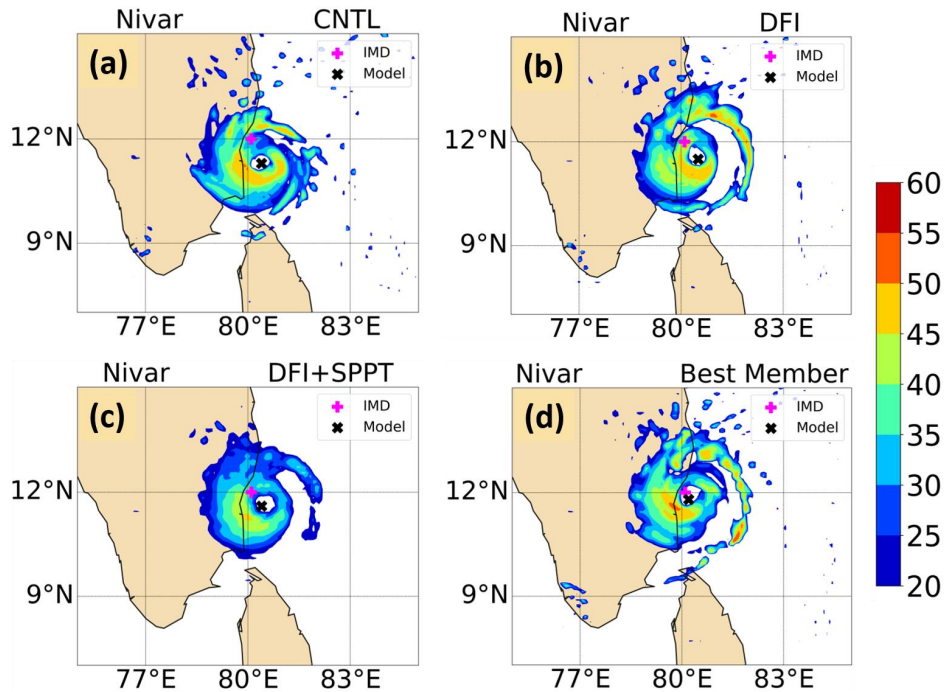 Nivar CNTL
(a)
IMD
Model
12°N
9°N
77°E 80°E 83°E
Nivar DFI
(b)
IMD
Model
12°N
9°N
77°E 80°E 83°E
Nivar DFI+SPPT
(c)
IMD
Model
12°N
9°N
77°E 80°E 83°E
Nivar Best Member
(d)
IMD
Model
12°N
9°N
77°E 80°E 83°E
60
55
50
45
40
35
30
25
20